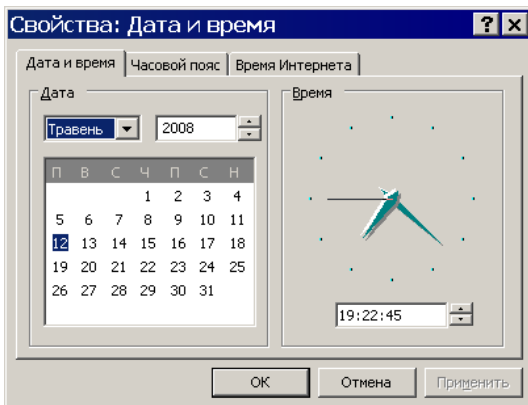 Свойства: Дата и время
Дата и время Часовой пояс Время Интернета
Дата
Травень 2008
П В С Ч П С Н
1 2 3 4
5 6 7 8 9 10 11
12 13 14 15 16 17 18
19 20 21 22 23 24 25
26 27 28 29 30 31
Время
19:22:45
ОК Отмена Применить